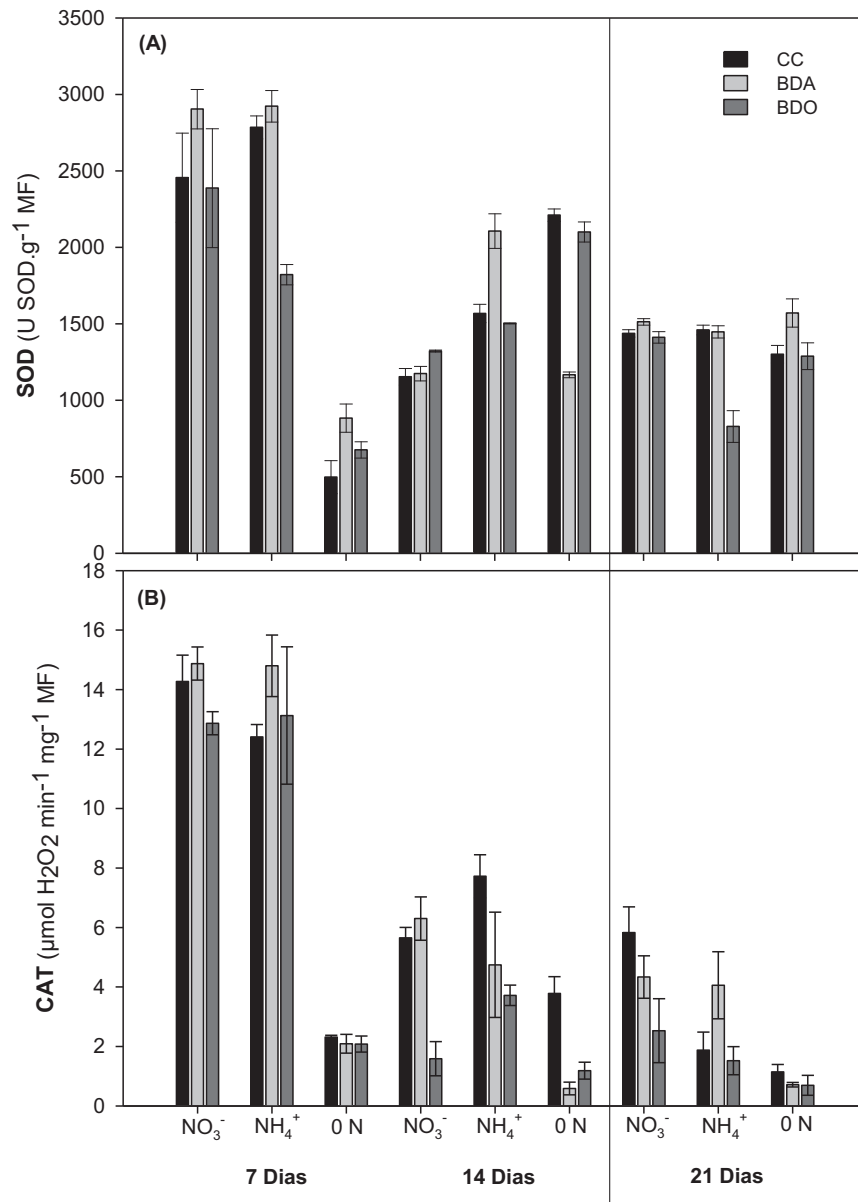 3500
(A)
CC
3000
BDA
BDO
2500
2000
1500
1000
500
0
SOD (U SOD.g⁻¹ MF)
18
(B)
16
14
12
10
8
6
4
2
0
CAT (µmol H₂O₂ min⁻¹ mg⁻¹ MF)
NO₃⁻ NH₄⁺ 0 N NO₃⁻ NH₄⁺ 0 N NO₃⁻ NH₄⁺ 0 N
7 Dias 14 Dias 21 Dias